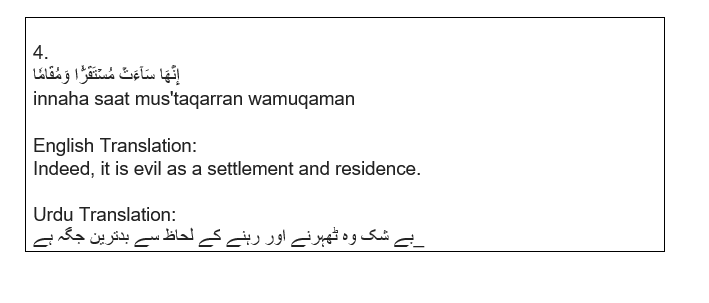 4.
إِنَّهَا سَآءَتْ مُسْتَقَرًّۭا وَمُقَامًۭا
innaha saat mus'taqarran wamuqaman
English Translation:
Indeed, it is evil as a settlement and residence.
Urdu Translation:
بے شک وہ ٹھہرنے اور رہنے کے لحاظ سے بدترین جگہ ہے_